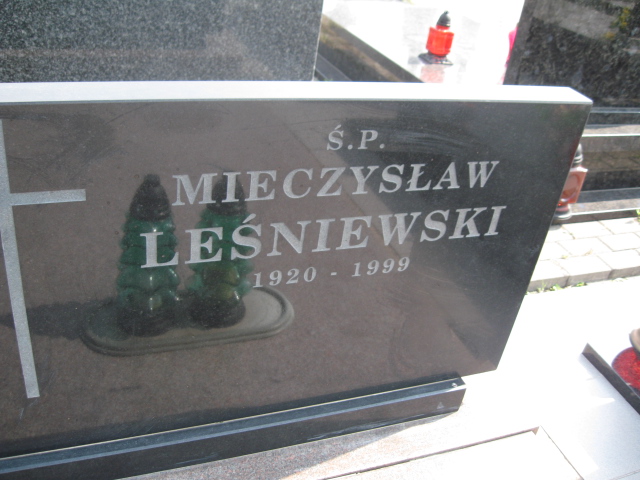 Ś.P.
MIECZYSŁAW
LEŚNIEWSKI
1920 - 1999